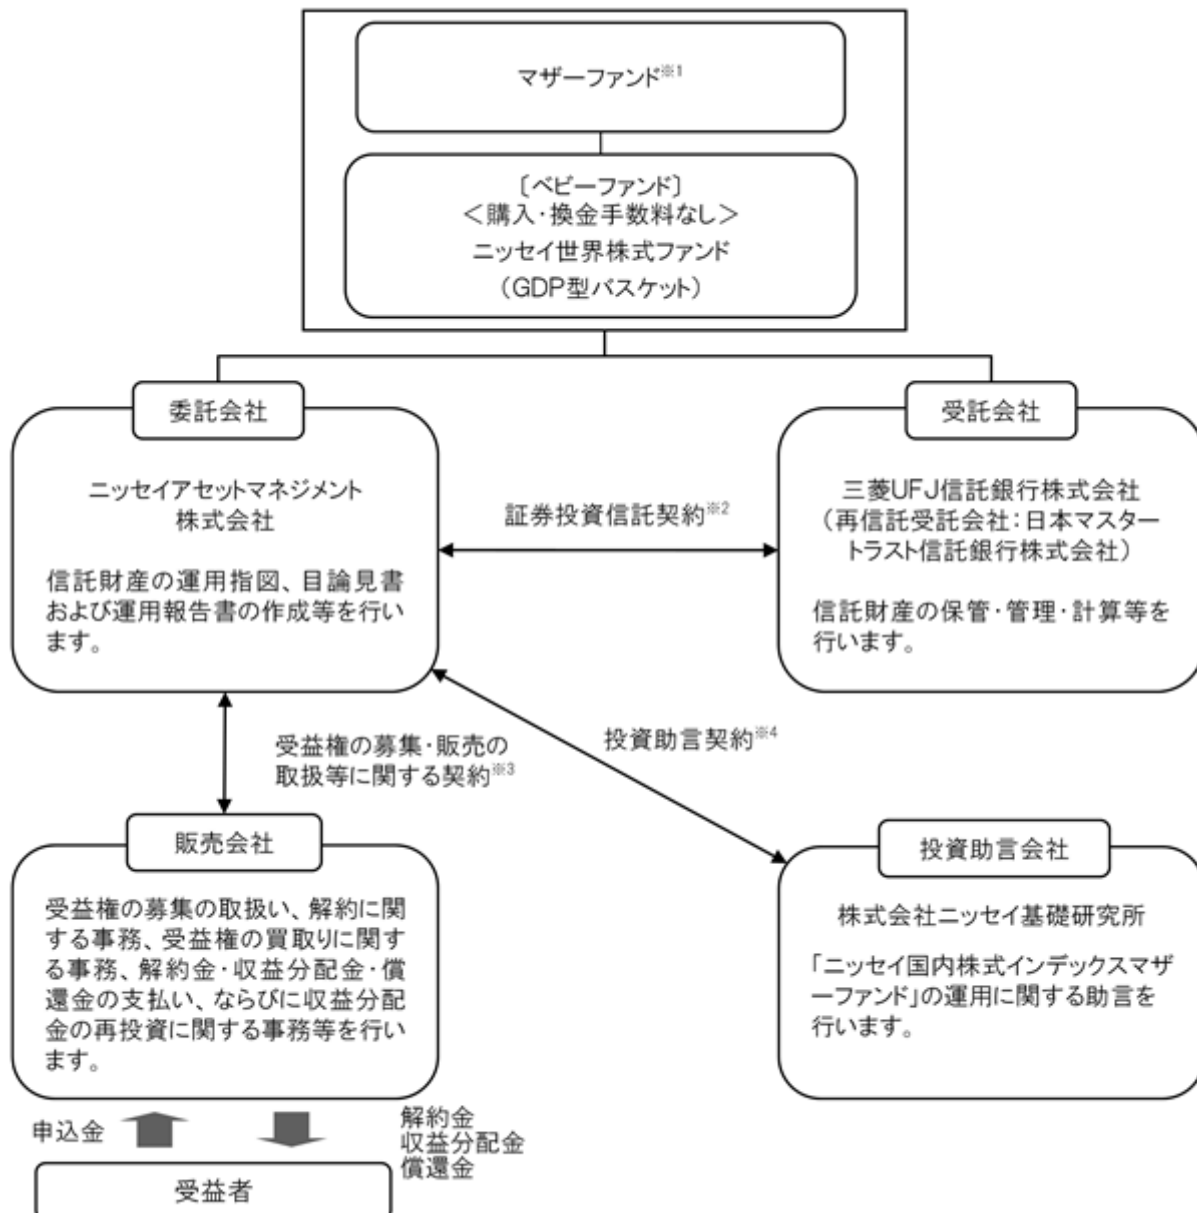 マザーファンド※1
〔ベビーファンド〕
＜購入・換金手数料なし＞
ニッセイ世界株式ファンド
（GDP型バスケット）
委託会社
ニッセイアセットマネジメント
株式会社
信託財産の運用指図、目論見書
および運用報告書の作成等を行い
ます。
証券投資信託契約※2
受託会社
三菱UFJ信託銀行株式会社
（再信託受託会社：日本マスター
トラスト信託銀行株式会社）
信託財産の保管・管理・計算等を
行います。
受益権の募集・販売の
取扱等に関する契約※3
投資助言契約※4
販売会社
受益権の募集の取扱い、解約に関
する事務、受益権の買取りに関す
る事務、解約金・収益分配金・償
還金の支払い、ならびに収益分配
金の再投資に関する事務等を行い
ます。
投資助言会社
株式会社ニッセイ基礎研究所
「ニッセイ国内株式インデックスマザ
ーファンド」の運用に関する助言を
行います。
申込金
解約金
収益分配金
償還金
受益者